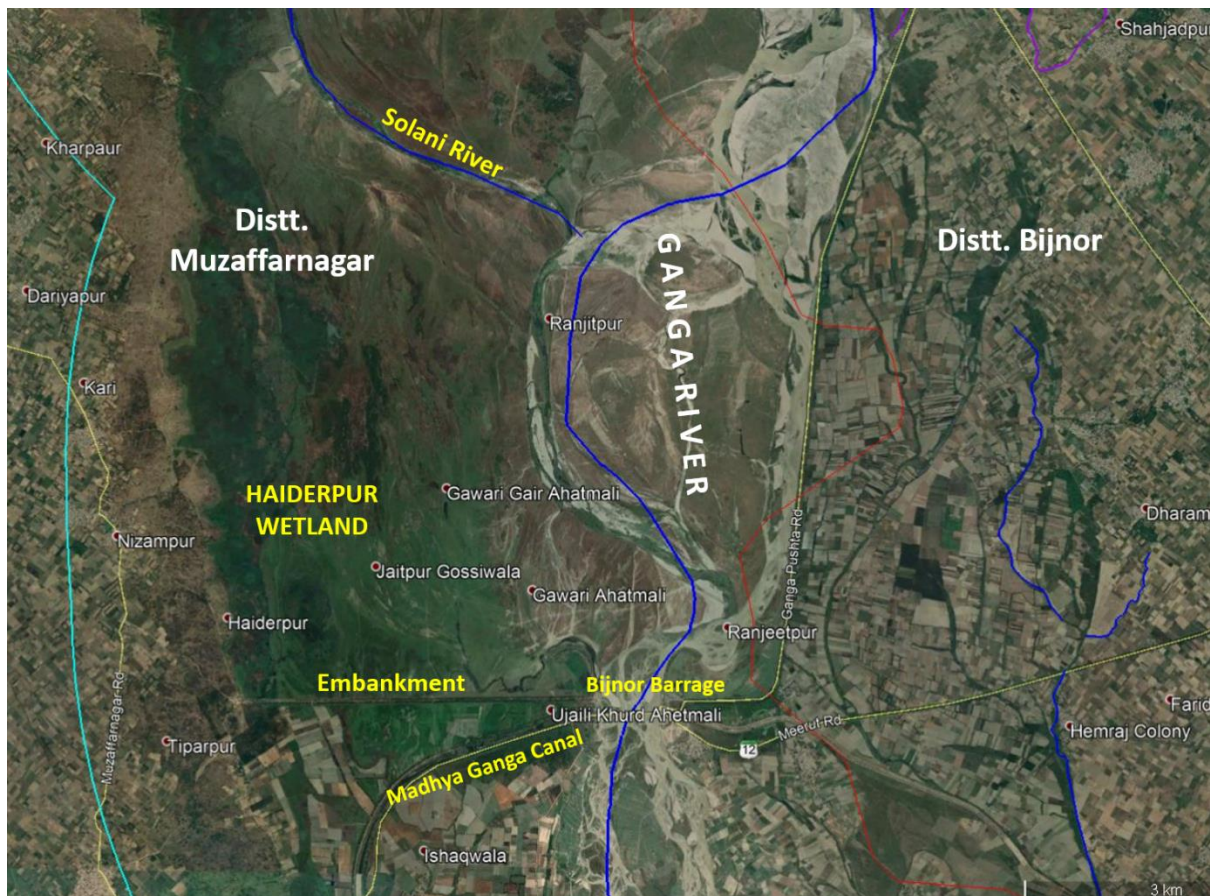 Shahjadpur
Solani River
Kharpaur
Distt.
Muzaffarnagar
GANGA RIVER
Distt. Bijnor
Dariyapur
Ranjitpur
Kari
HAIDERPUR
WETLAND
Gawari Gair Ahatmali
Dharam
Nizampur
Ganga Pushta Rd
Jaitpur Gossiwala
Gawari Ahatmali
Haiderpur
Ranjeetpur
Embankment
Bijnor Barrage
Ujaili Khurd Ahetmali
Meerut Rd
Farid
Hemraj Colony
Muzaffarnagar Rd
Tiparpur
12
Madhya Ganga Canal
Ishaqwala
3 km